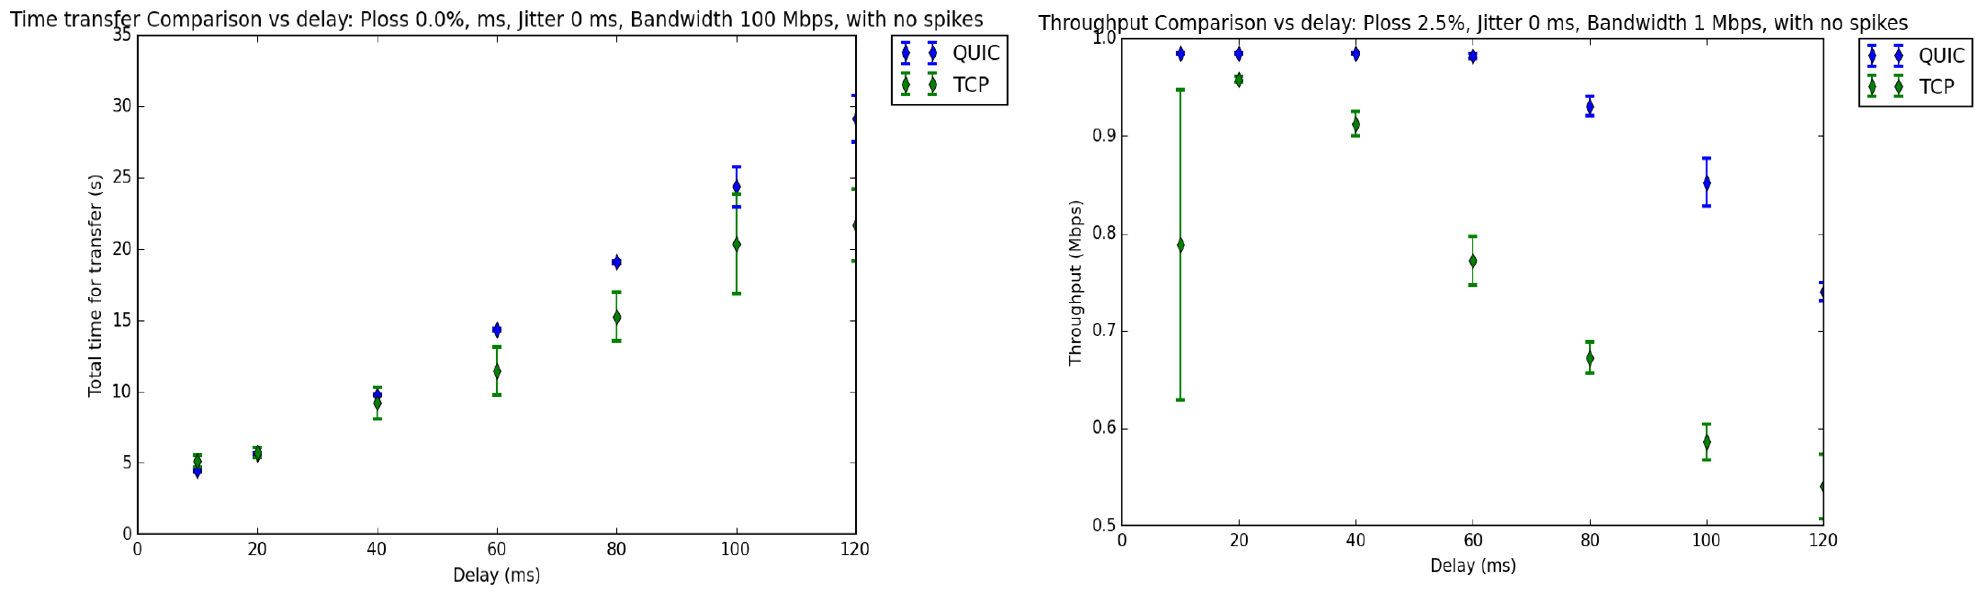 Time transfer Comparison vs delay: Ploss 0.0%, ms, Jitter 0 ms, Bandwidth 100 Mbps, with no spikes
35
30
25
20
15
10
5
0
Total time for transfer (s)
0 20 40 60 80 100 120
Delay (ms)
QUIC
TCP
Throughput Comparison vs delay: Ploss 2.5%, Jitter 0 ms, Bandwidth 1 Mbps, with no spikes
1.0
0.9
0.8
0.7
0.6
0.5
Throughput (Mbps)
0 20 40 60 80 100 120
Delay (ms)
QUIC
TCP